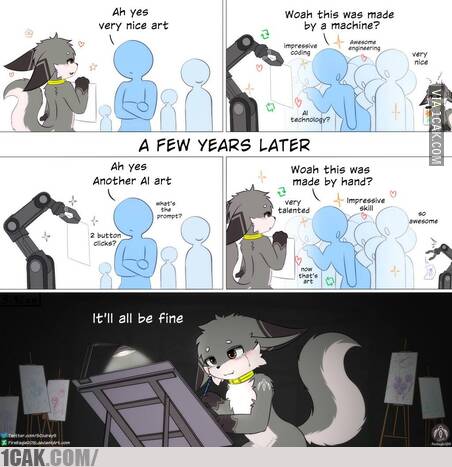 Ah yes
very nice art
Woah this was made
by a machine?
impressive
coding
Awesome
engineering
very
nice
AI
technology?
VIA 1CAK.COM
A FEW YEARS LATER
Ah yes
Another AI art
what's
the prompt?
2 button
clicks?
Woah this was
made by hand?
very
talented
Impressive
skill
so
awesome
now
that's
art
It'll all be fine
1CAK.COM/